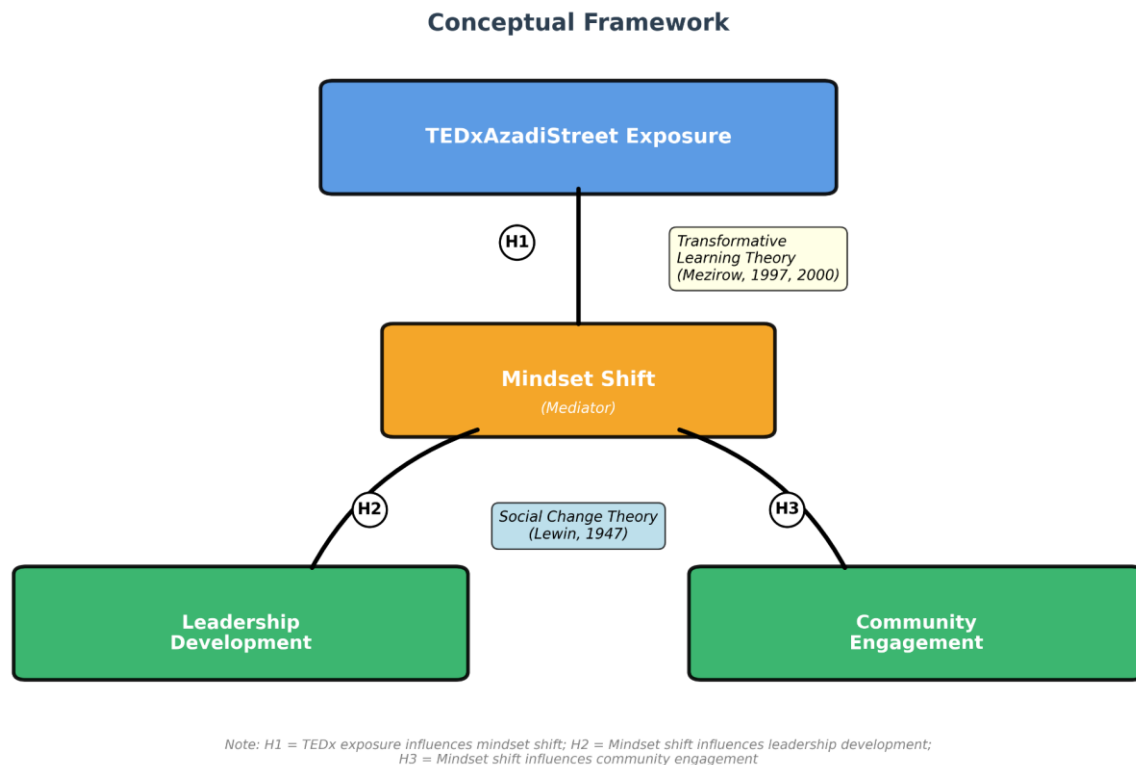 Conceptual Framework
TEDxAzadiStreet Exposure
H1
Transformative
Learning Theory
(Mezirow, 1997, 2000)
Mindset Shift
(Mediator)
H2
Social Change Theory
(Lewin, 1947)
H3
Leadership
Development
Community
Engagement
Note: H1 = TEDx exposure influences mindset shift; H2 = Mindset shift influences leadership development;
H3 = Mindset shift influences community engagement